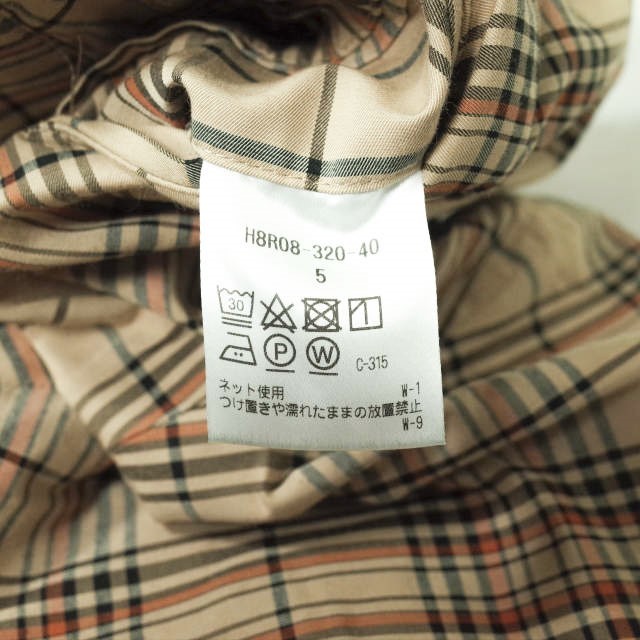 H8R08-320-40
5
30
P W C-315
ネット使用 W-1
つけ置きや濡れたままの放置禁止
W-9